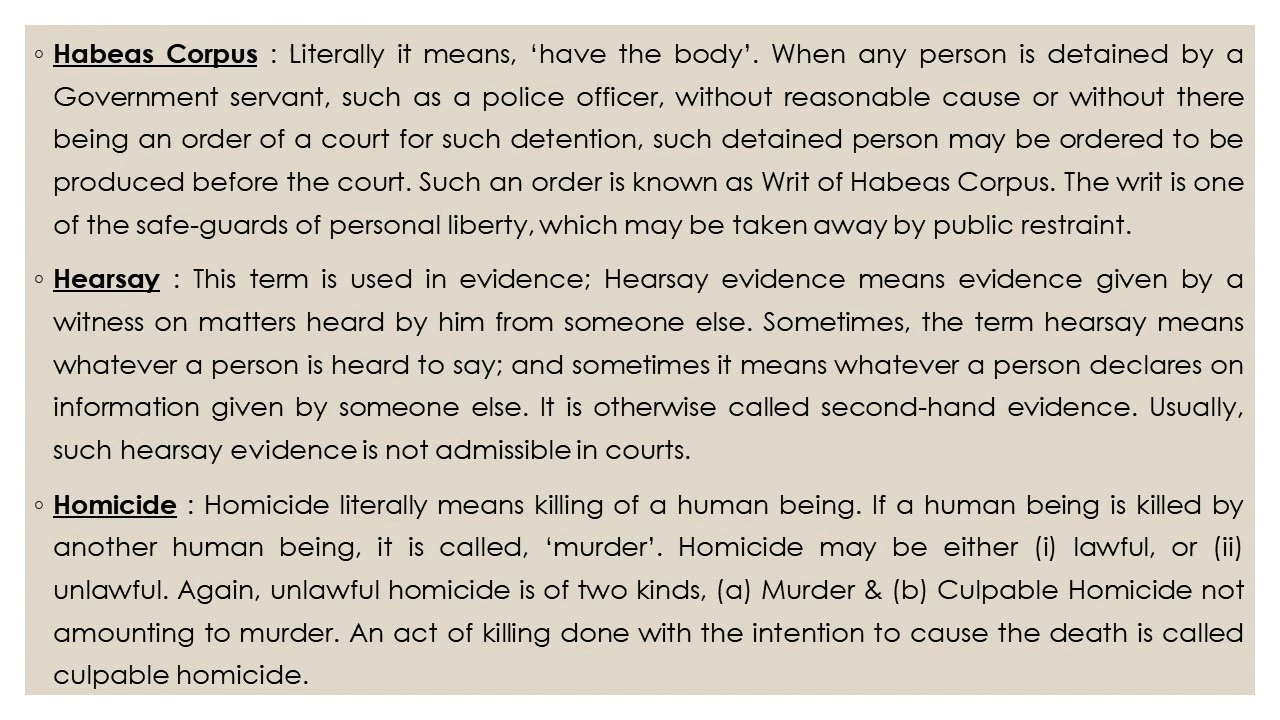 ◦ Habeas Corpus : Literally it means, ‘have the body’. When any person is detained by a
Government servant, such as a police officer, without reasonable cause or without there
being an order of a court for such detention, such detained person may be ordered to be
produced before the court. Such an order is known as Writ of Habeas Corpus. The writ is one
of the safe-guards of personal liberty, which may be taken away by public restraint.
◦ Hearsay : This term is used in evidence; Hearsay evidence means evidence given by a
witness on matters heard by him from someone else. Sometimes, the term hearsay means
whatever a person is heard to say; and sometimes it means whatever a person declares on
information given by someone else. It is otherwise called second-hand evidence. Usually,
such hearsay evidence is not admissible in courts.
◦ Homicide : Homicide literally means killing of a human being. If a human being is killed by
another human being, it is called, ‘murder’. Homicide may be either (i) lawful, or (ii)
unlawful. Again, unlawful homicide is of two kinds, (a) Murder & (b) Culpable Homicide not
amounting to murder. An act of killing done with the intention to cause the death is called
culpable homicide.